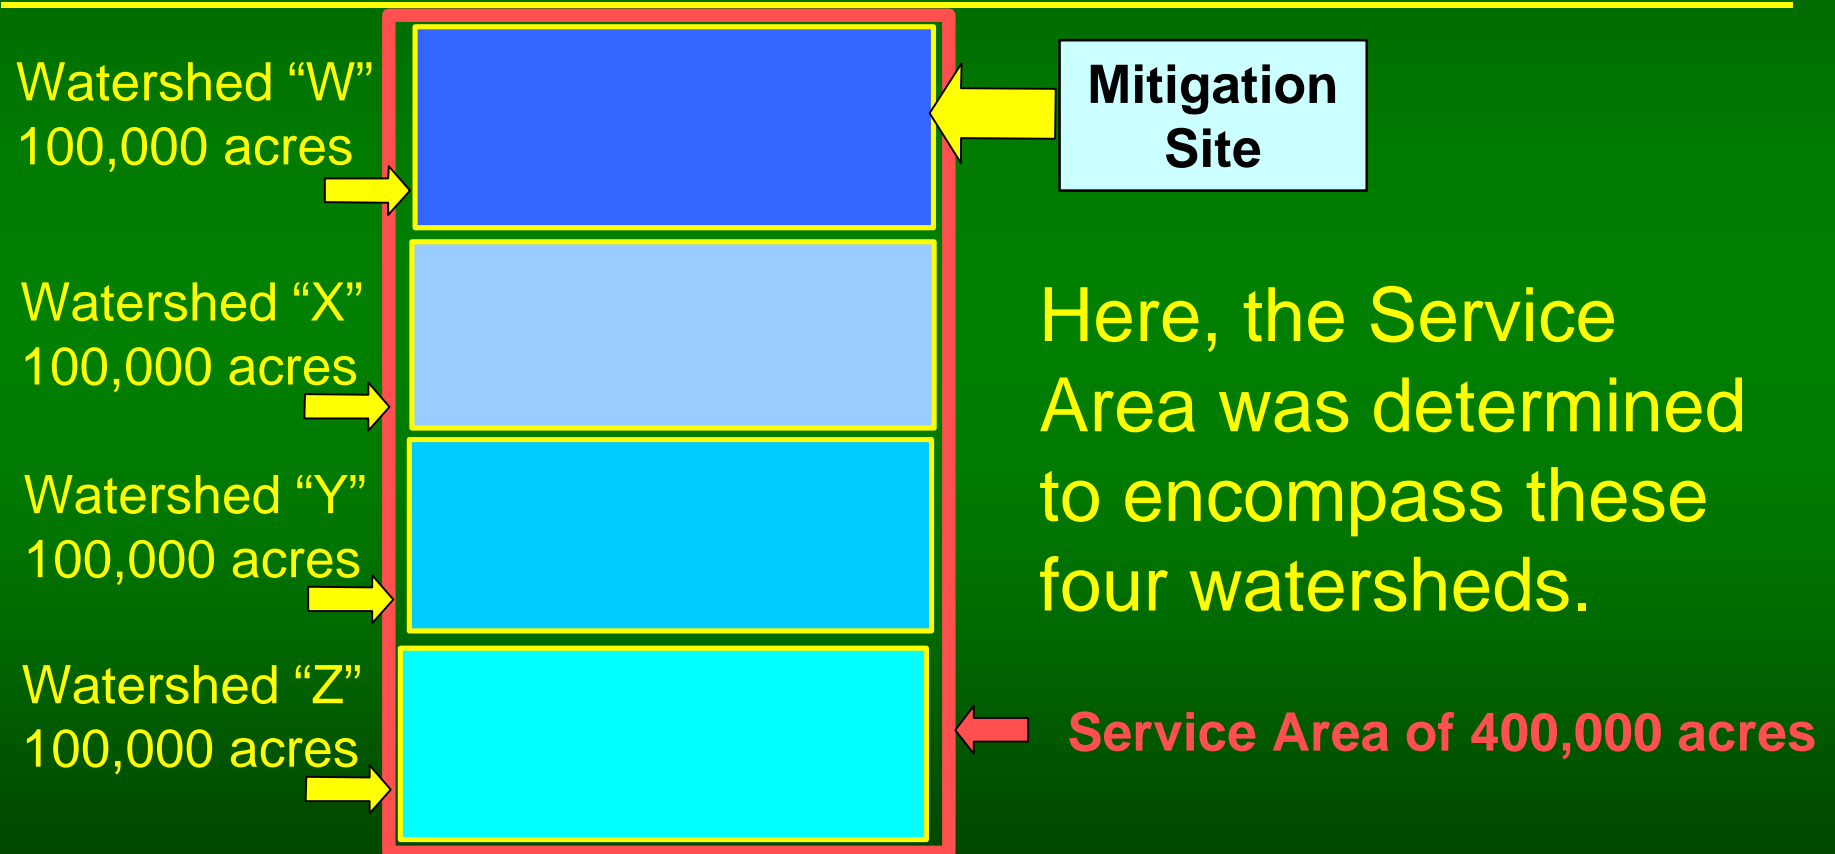 Watershed “W”
100,000 acres
Mitigation
Site
Watershed “X”
100,000 acres
Here, the Service
Area was determined
to encompass these
four watersheds.
Watershed “Y”
100,000 acres
Watershed “Z”
100,000 acres
Service Area of 400,000 acres